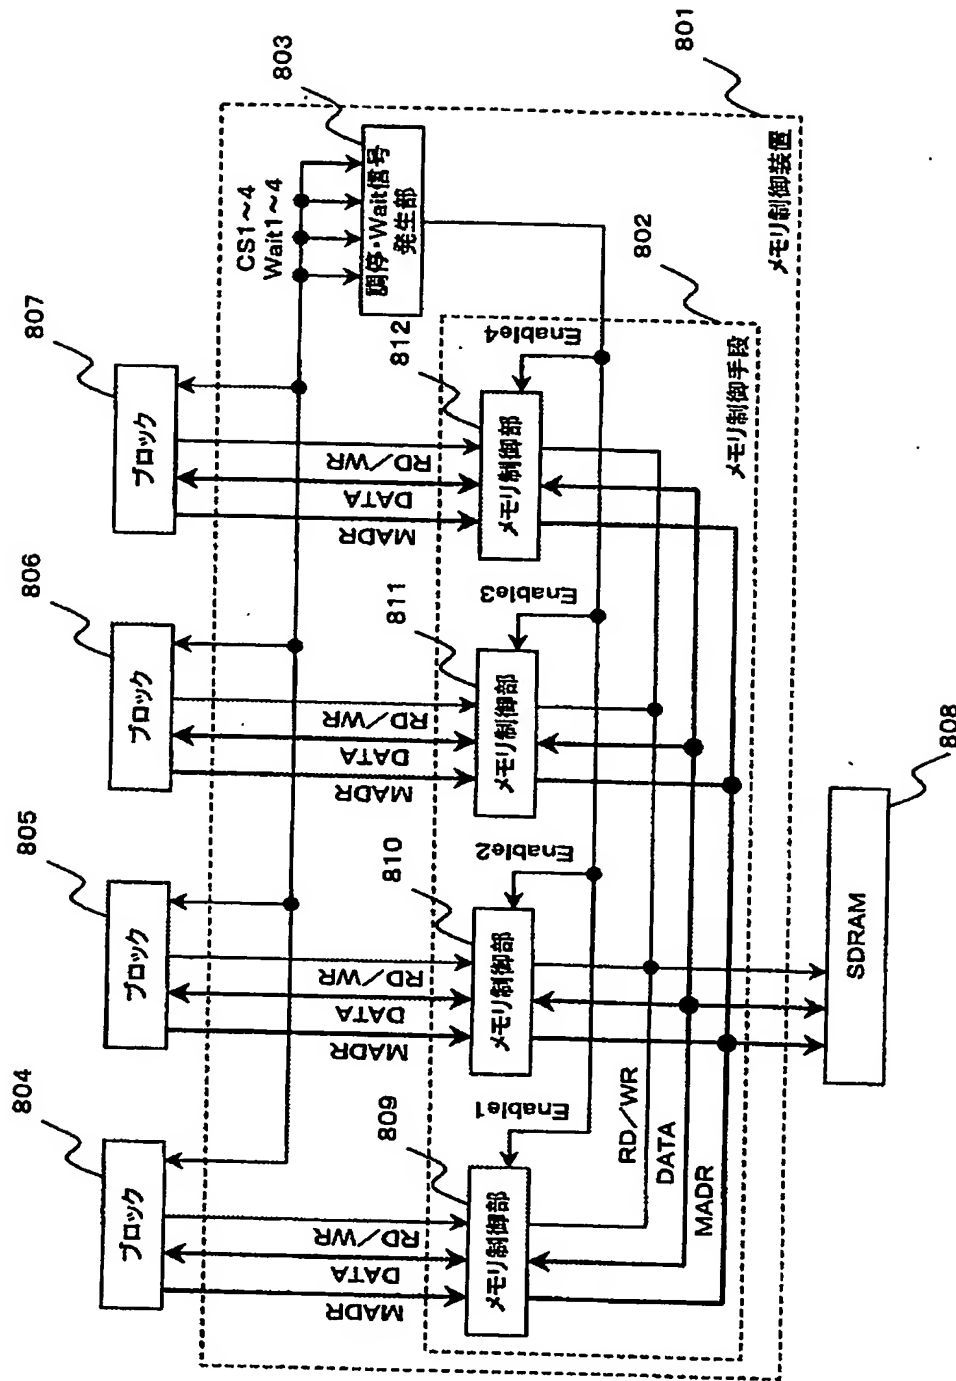 804
805
806
807
ブロック
ブロック
ブロック
ブロック
CS1~4
Wait1~4
803
801
MADR
DATA
RD/WR
MADR
DATA
RD/WR
MADR
DATA
RD/WR
MADR
DATA
RD/WR
調停・Wait信号
発生部
809
810
811
812
802
Enable1
Enable2
Enable3
Enable4
メモリ制御部
メモリ制御部
メモリ制御部
メモリ制御部
RD/WR
DATA
MADR
メモリ制御手段
メモリ制御装置
SDRAM
808